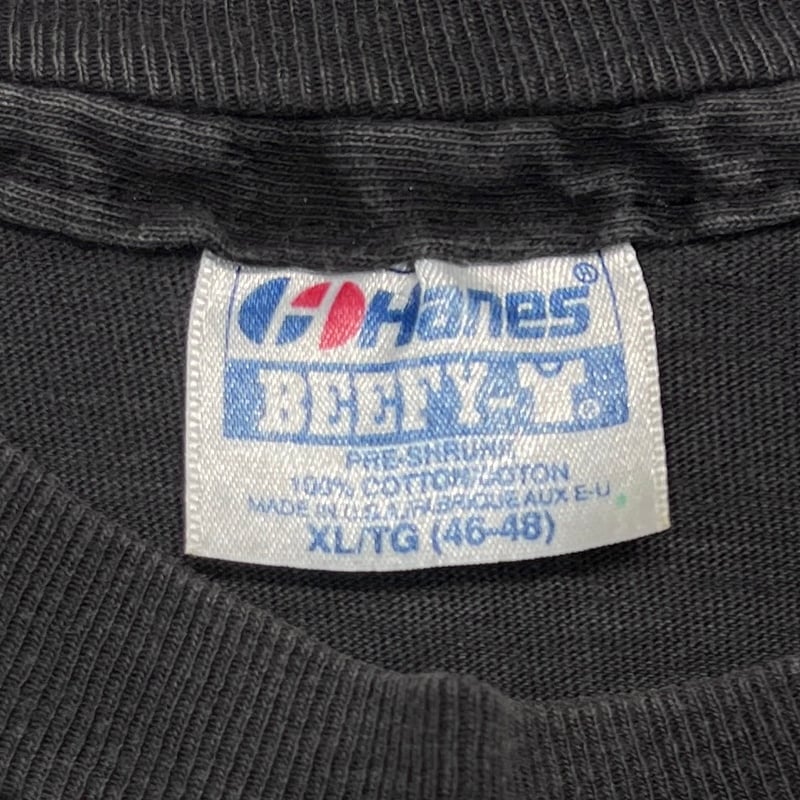 Hanes®
BEEFY-T®
PRE-SHRUNK
100% COTTON/COTON
MADE IN U.S.A./FABRIQUE AUX E-U
XL/TG (46-48)